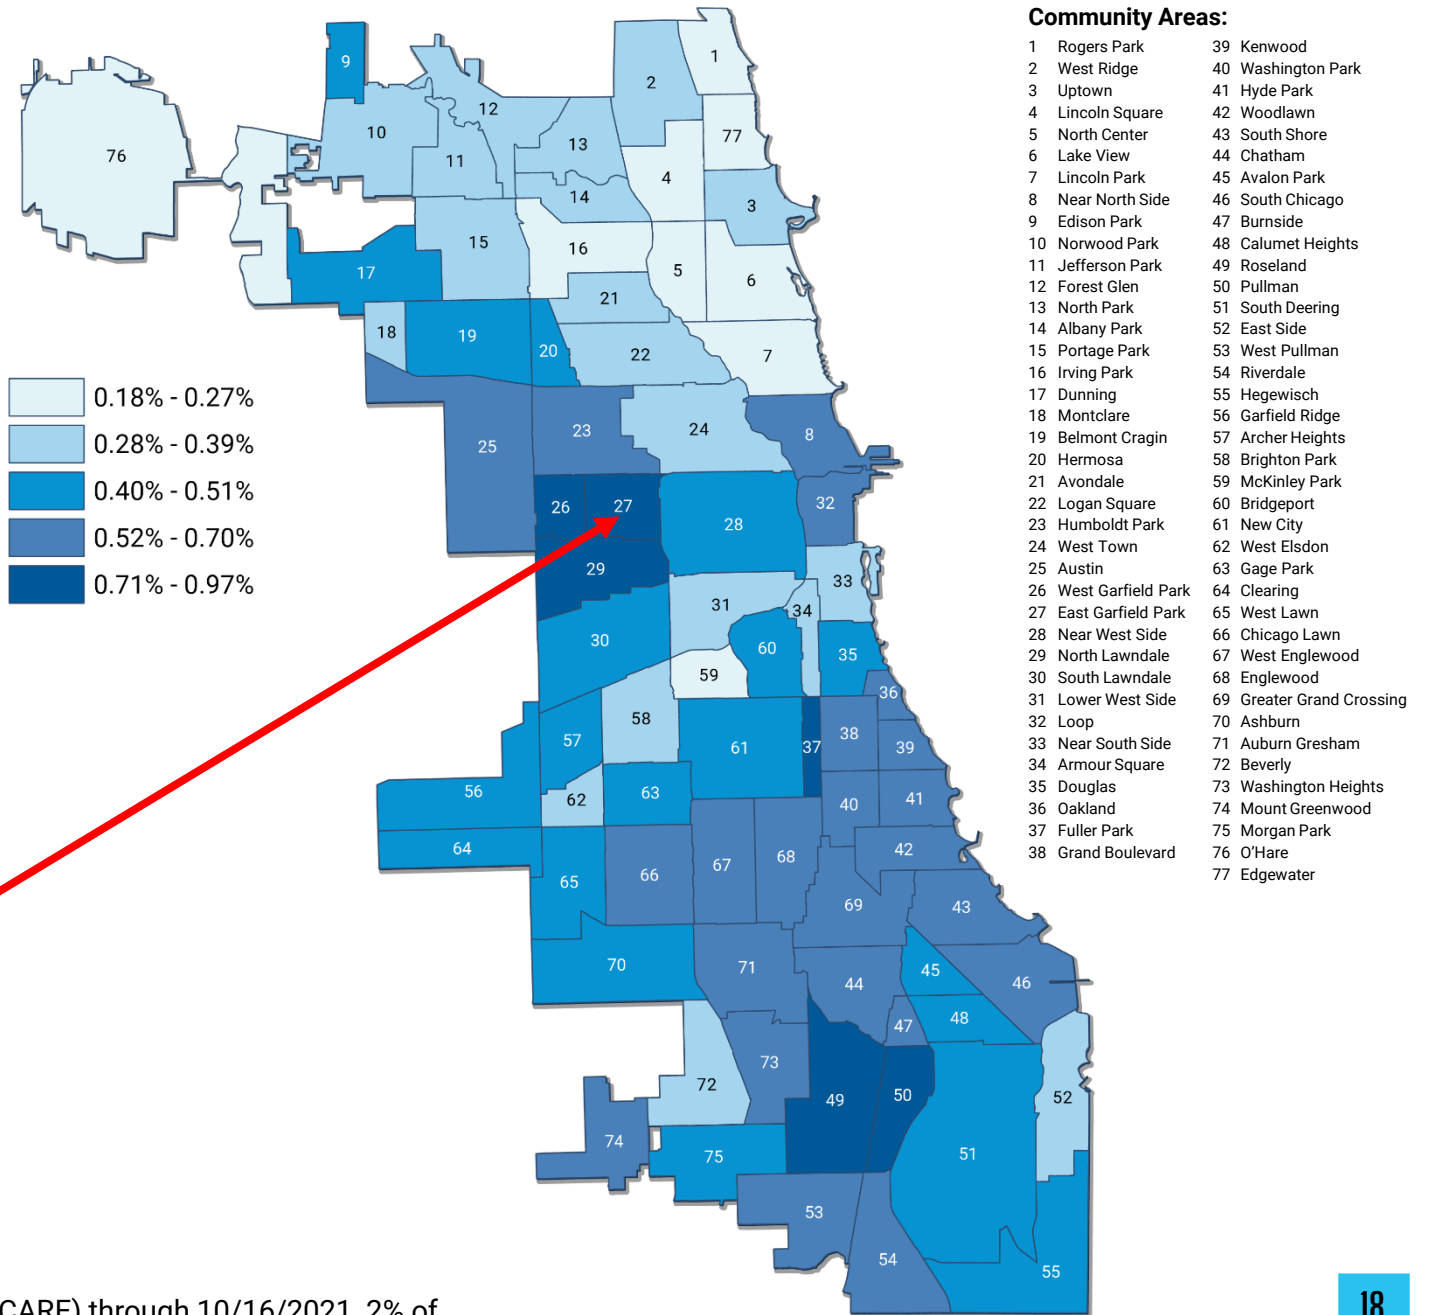 Community Areas:
1 Rogers Park
2 West Ridge
3 Uptown
4 Lincoln Square
5 North Center
6 Lake View
7 Lincoln Park
8 Near North Side
9 Edison Park
10 Norwood Park
11 Jefferson Park
12 Forest Glen
13 North Park
14 Albany Park
15 Portage Park
16 Irving Park
17 Dunning
18 Montclare
19 Belmont Cragin
20 Hermosa
21 Avondale
22 Logan Square
23 Humboldt Park
24 West Town
25 Austin
26 West Garfield Park
27 East Garfield Park
28 Near West Side
29 North Lawndale
30 South Lawndale
31 Lower West Side
32 Loop
33 Near South Side
34 Armour Square
35 Douglas
36 Oakland
37 Fuller Park
38 Grand Boulevard
39 Kenwood
40 Washington Park
41 Hyde Park
42 Woodlawn
43 South Shore
44 Chatham
45 Avalon Park
46 South Chicago
47 Burnside
48 Calumet Heights
49 Roseland
50 Pullman
51 South Deering
52 East Side
53 West Pullman
54 Riverdale
55 Hegewisch
56 Garfield Ridge
57 Archer Heights
58 Brighton Park
59 McKinley Park
60 Bridgeport
61 New City
62 West Elsdon
63 Gage Park
64 Clearing
65 West Lawn
66 Chicago Lawn
67 West Englewood
68 Englewood
69 Greater Grand Crossing
70 Ashburn
71 Auburn Gresham
72 Beverly
73 Washington Heights
74 Mount Greenwood
75 Morgan Park
76 O'Hare
77 Edgewater
0.18% - 0.27%
0.28% - 0.39%
0.40% - 0.51%
0.52% - 0.70%
0.71% - 0.97%
1
9
2
12
10
77
13
76
11
4
14
3
15
16
5
17
6
21
18
19
20
22
7
24
23
8
25
32
26
27
28
29
33
31
34
30
60
35
59
36
58
38
57
61
37
39
56
63
62
41
40
64
42
68
67
66
65
69
43
70
71
45
46
44
48
47
73
72
50
52
49
74
51
75
53
54
55
CARE) through 10/16/2021. 2% of
18